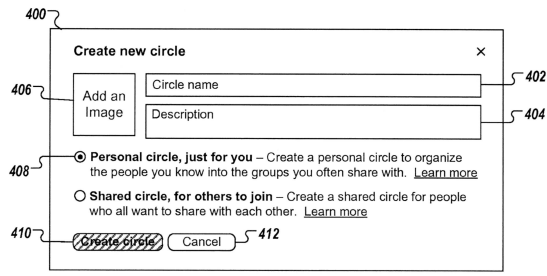 400
Create new circle ×
402
Circle name
406
Add an
Image
404
Description
408
Personal circle, just for you – Create a personal circle to organize
the people you know into the groups you often share with. Learn more
Shared circle, for others to join – Create a shared circle for people
who all want to share with each other. Learn more
410 Create circle Cancel 412